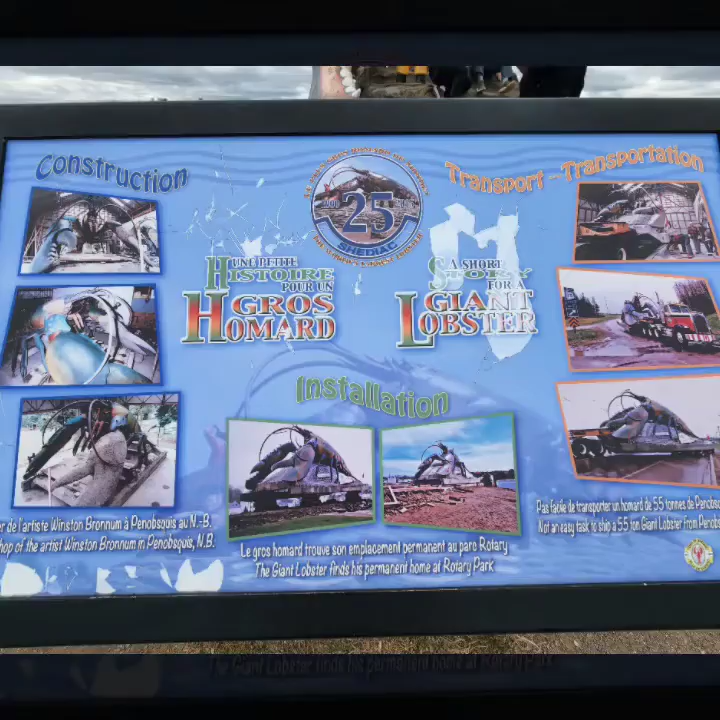 Construction
Transport - Transportation
25
SHEDIAC
UNE PETITE
HISTOIRE
POUR UN
GROS
HOMARD
A SHORT
STORY
FOR A
GIANT
LOBSTER
Installation
er de l'artiste Winston Bronnum à Penobsquis au N.-B.
hop of the artist Winston Bronnum in Penobsquis, N.B.
Le gros homard trouve son emplacement permanent au parc Rotary
The Giant Lobster finds his permanent home at Rotary Park
Pas facile de transporter un homard de 55 tonnes de Penobs
Not an easy task to ship a 55 ton Giant Lobster from Penobs